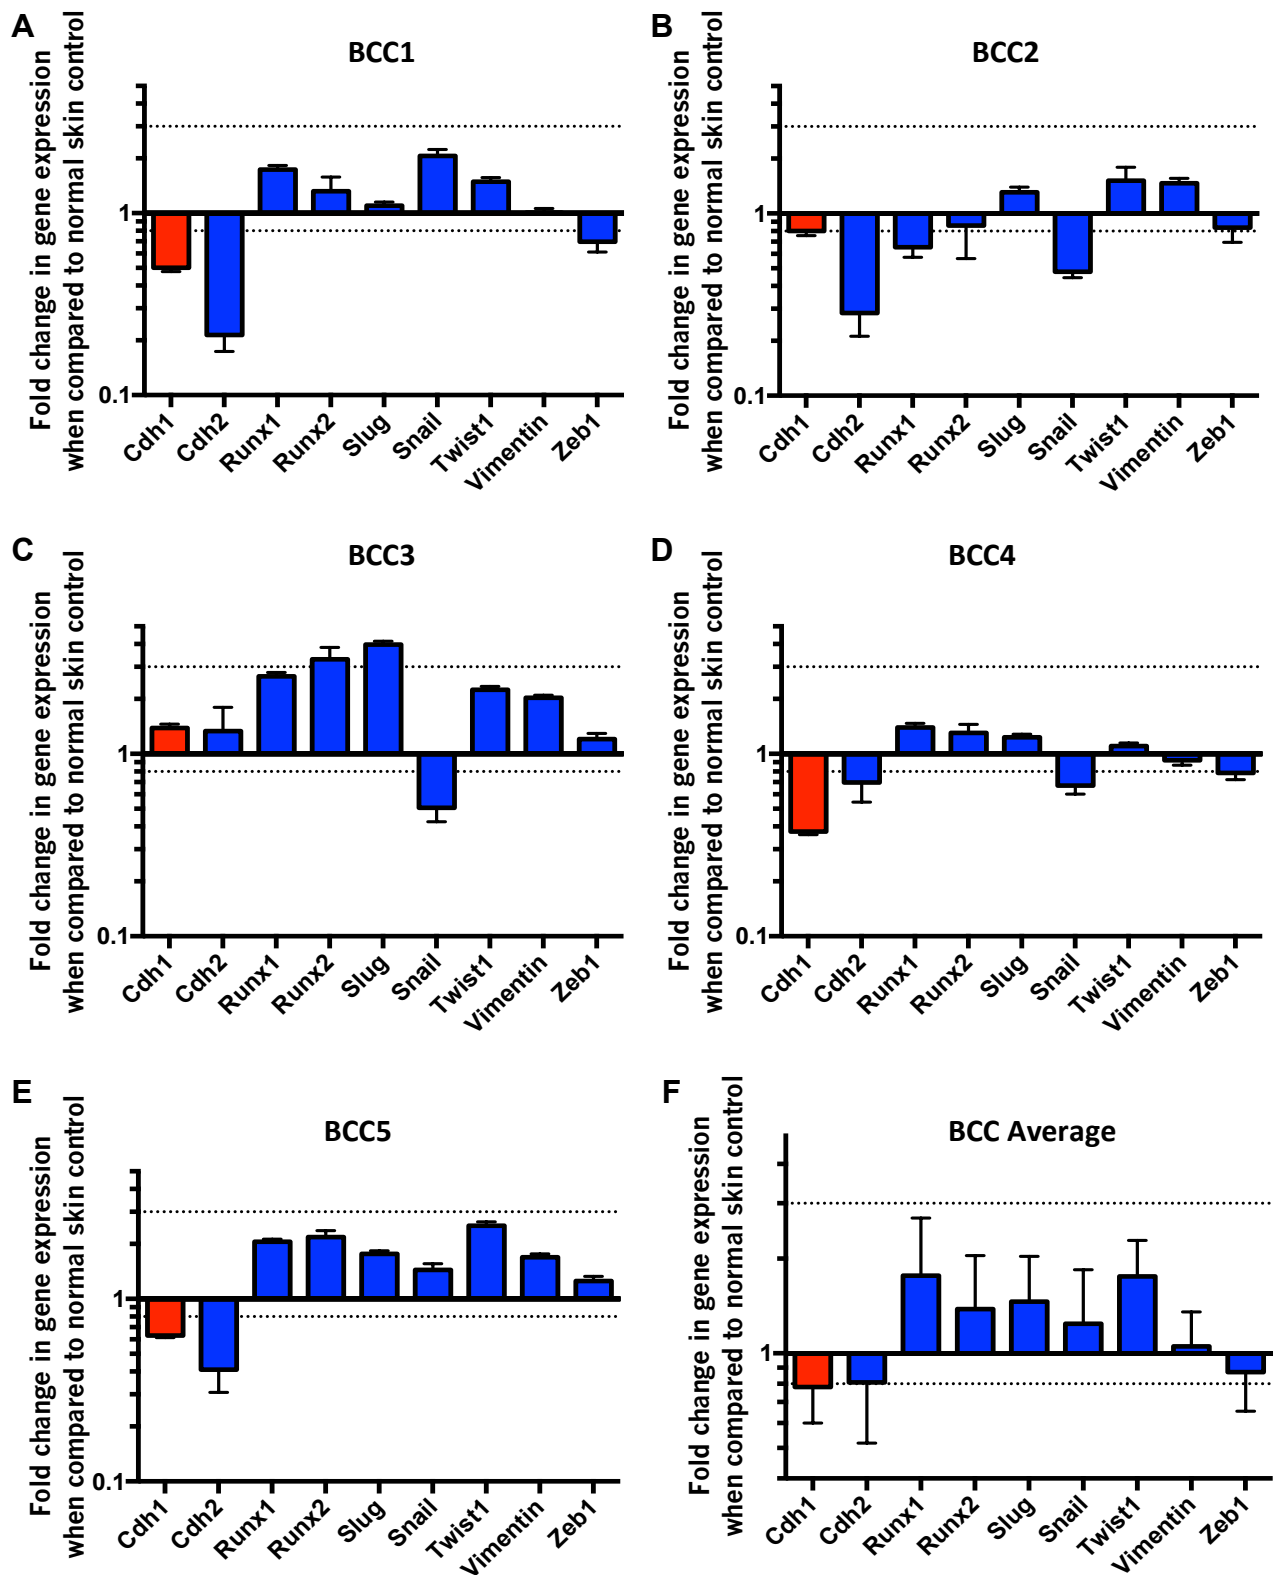 A
BCC1
Fold change in gene expression
when compared to normal skin control
1
0.1
Cdh1
Cdh2
Runx1
Runx2
Slug
Snail
Twist1
Vimentin
Zeb1
B
BCC2
Fold change in gene expression
when compared to normal skin control
1
0.1
Cdh1
Cdh2
Runx1
Runx2
Slug
Snail
Twist1
Vimentin
Zeb1
C
BCC3
Fold change in gene expression
when compared to normal skin control
1
0.1
Cdh1
Cdh2
Runx1
Runx2
Slug
Snail
Twist1
Vimentin
Zeb1
D
BCC4
Fold change in gene expression
when compared to normal skin control
1
0.1
Cdh1
Cdh2
Runx1
Runx2
Slug
Snail
Twist1
Vimentin
Zeb1
E
BCC5
Fold change in gene expression
when compared to normal skin control
1
0.1
Cdh1
Cdh2
Runx1
Runx2
Slug
Snail
Twist1
Vimentin
Zeb1
F
BCC Average
Fold change in gene expression
when compared to normal skin control
1
Cdh1
Cdh2
Runx1
Runx2
Slug
Snail
Twist1
Vimentin
Zeb1